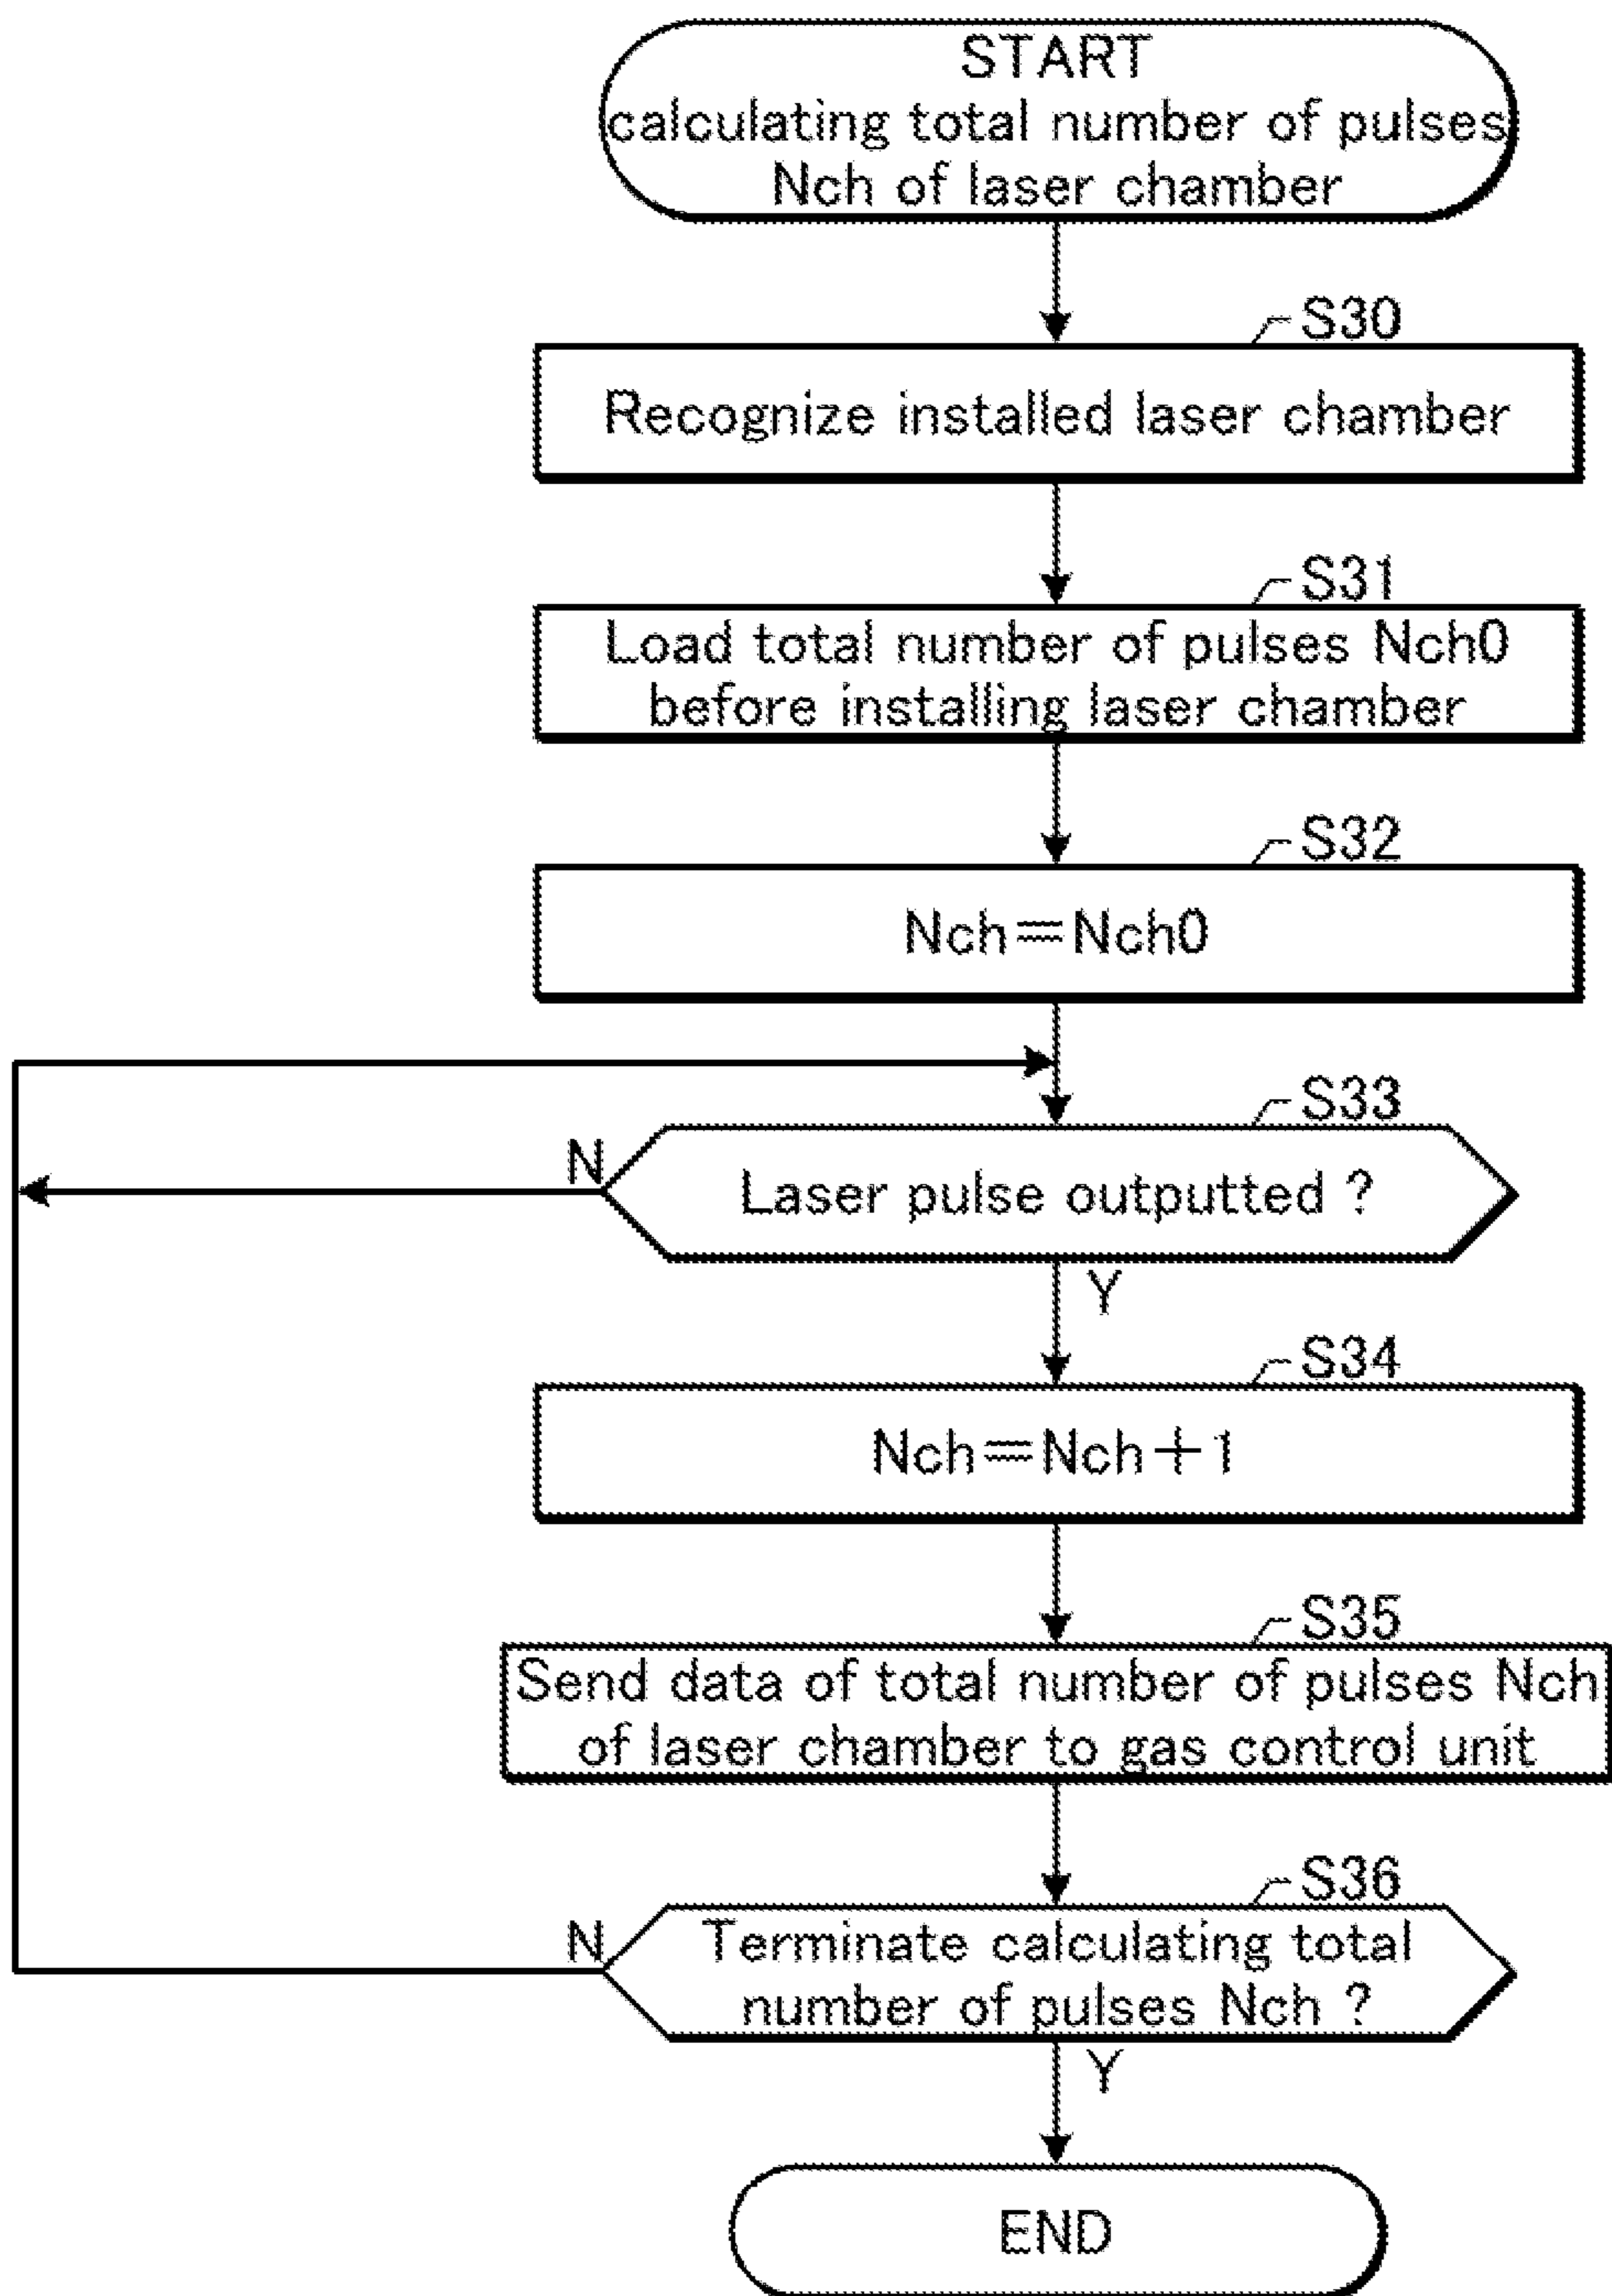 START
calculating total number of pulses
Nch of laser chamber
S30
Recognize installed laser chamber
S31
Load total number of pulses Nch0
before installing laser chamber
S32
Nch=Nch0
S33
N
Laser pulse outputted ?
Y
S34
Nch=Nch+1
S35
Send data of total number of pulses Nch
of laser chamber to gas control unit
S36
N
Terminate calculating total
number of pulses Nch ?
Y
END